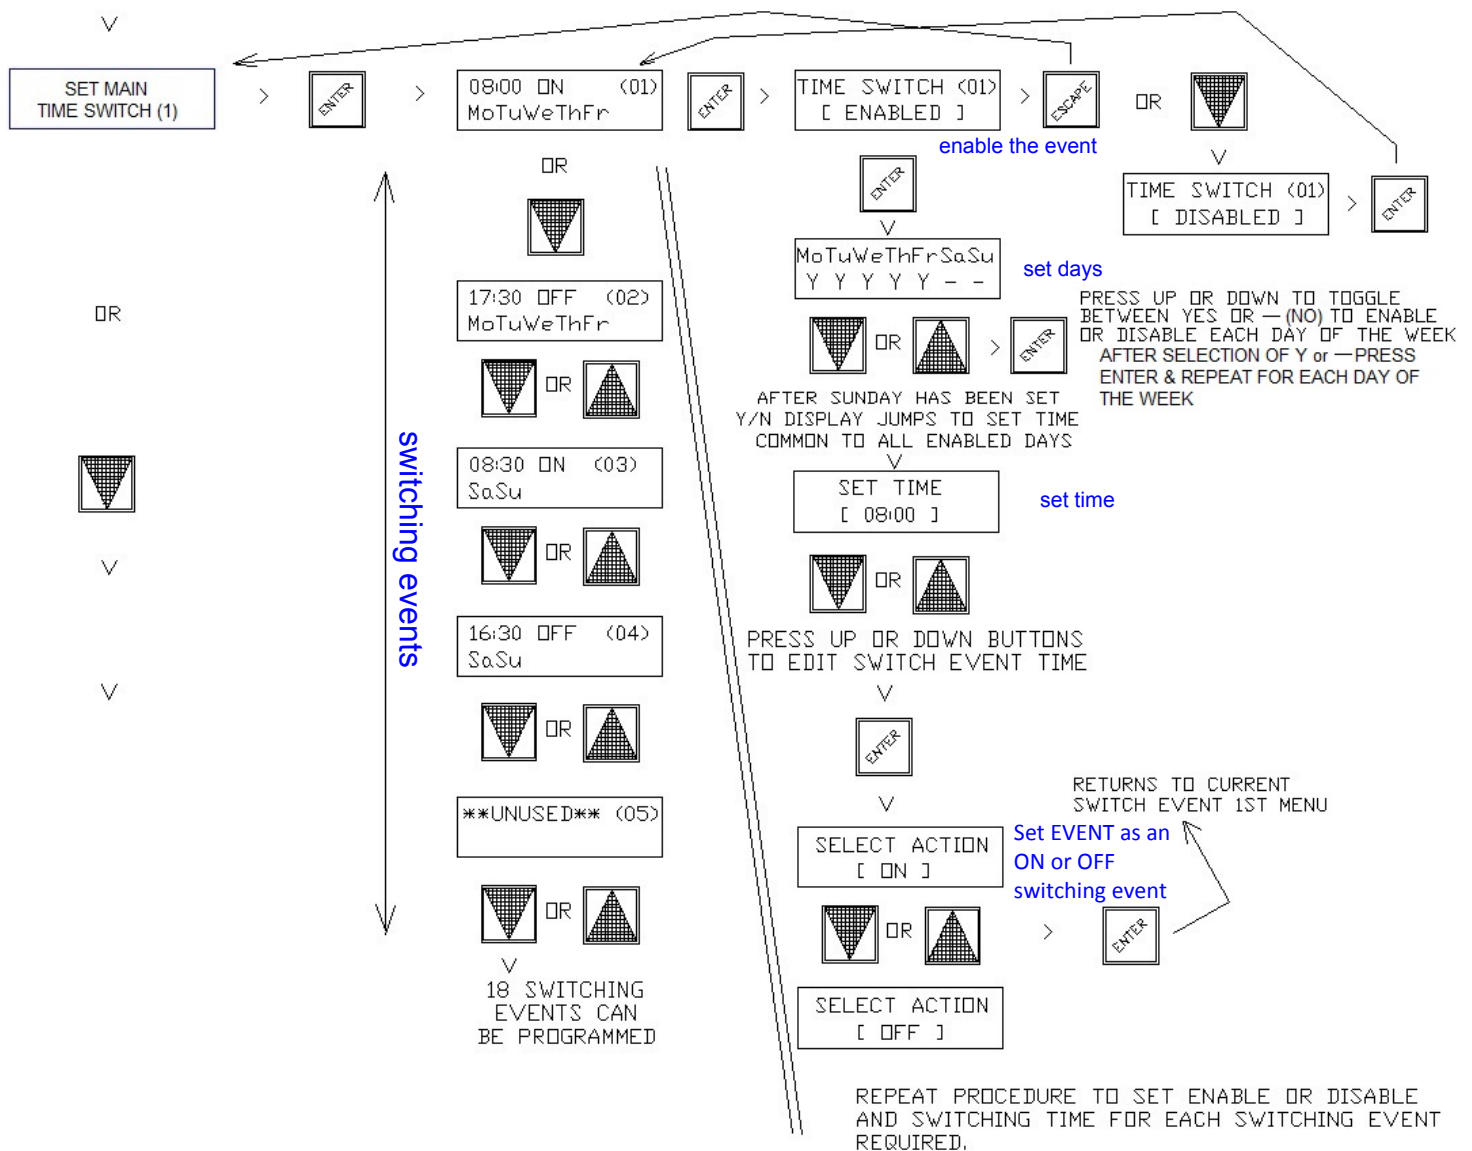 SET MAIN
TIME SWITCH (1)
>
ENTER
>
08:00 ON (01)
MoTuWeThFr
ENTER
>
TIME SWITCH (01)
[ ENABLED ]
>
ESCAPE
OR
enable the event
TIME SWITCH (01)
[ DISABLED ]
>
ENTER
OR
OR
17:30 OFF (02)
MoTuWeThFr
OR
08:30 ON (03)
SaSu
OR
16:30 OFF (04)
SaSu
OR
**UNUSED** (05)
OR
18 SWITCHING
EVENTS CAN
BE PROGRAMMED
switching events
ENTER
MoTuWeThFrSaSu
Y Y Y Y Y - -
set days
OR
>
ENTER
PRESS UP OR DOWN TO TOGGLE
BETWEEN YES OR — (NO) TO ENABLE
OR DISABLE EACH DAY OF THE WEEK
AFTER SELECTION OF Y or — PRESS
ENTER & REPEAT FOR EACH DAY OF
THE WEEK
AFTER SUNDAY HAS BEEN SET
Y/N DISPLAY JUMPS TO SET TIME
COMMON TO ALL ENABLED DAYS
SET TIME
[ 08:00 ]
set time
OR
PRESS UP OR DOWN BUTTONS
TO EDIT SWITCH EVENT TIME
ENTER
SELECT ACTION
[ ON ]
Set EVENT as an
ON or OFF
switching event
RETURNS TO CURRENT
SWITCH EVENT 1ST MENU
OR
>
ENTER
SELECT ACTION
[ OFF ]
REPEAT PROCEDURE TO SET ENABLE OR DISABLE
AND SWITCHING TIME FOR EACH SWITCHING EVENT
REQUIRED.